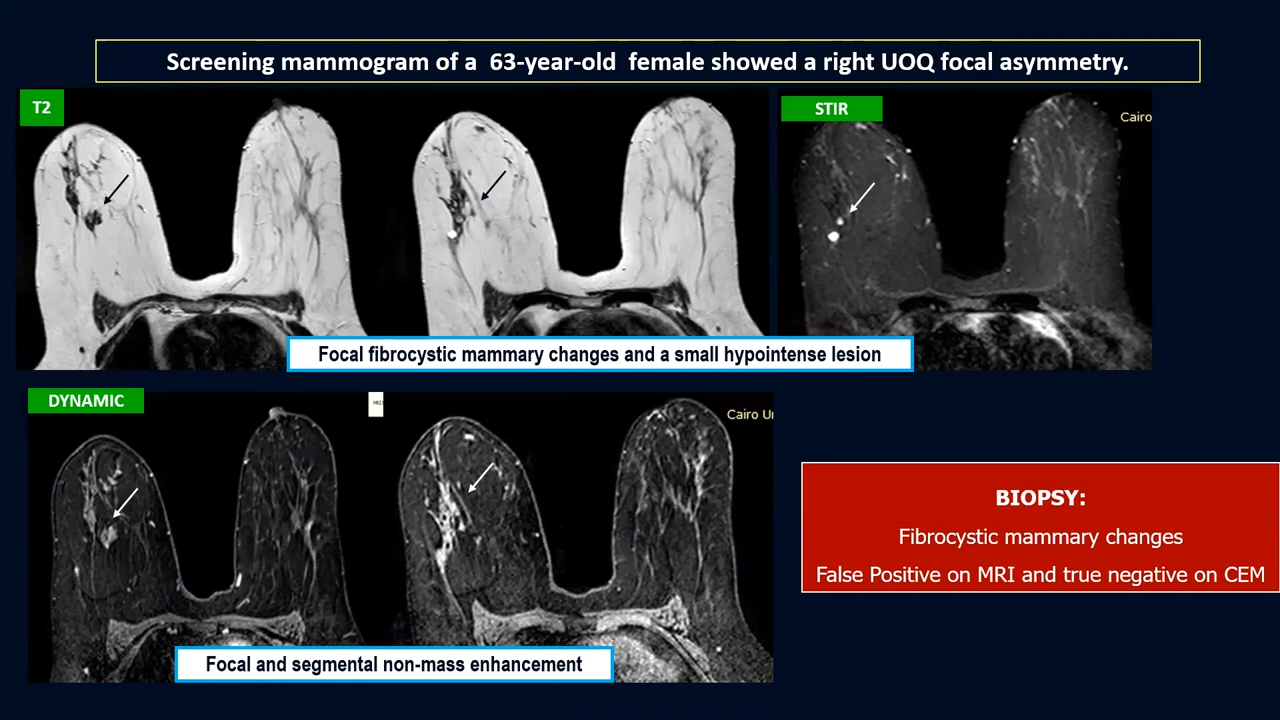 Screening mammogram of a 63-year-old female showed a right UOQ focal asymmetry.
T2
STIR
Cairo
Focal fibrocystic mammary changes and a small hypointense lesion
DYNAMIC
Cairo Un
BIOPSY:
Fibrocystic mammary changes
False Positive on MRI and true negative on CEM
Focal and segmental non-mass enhancement